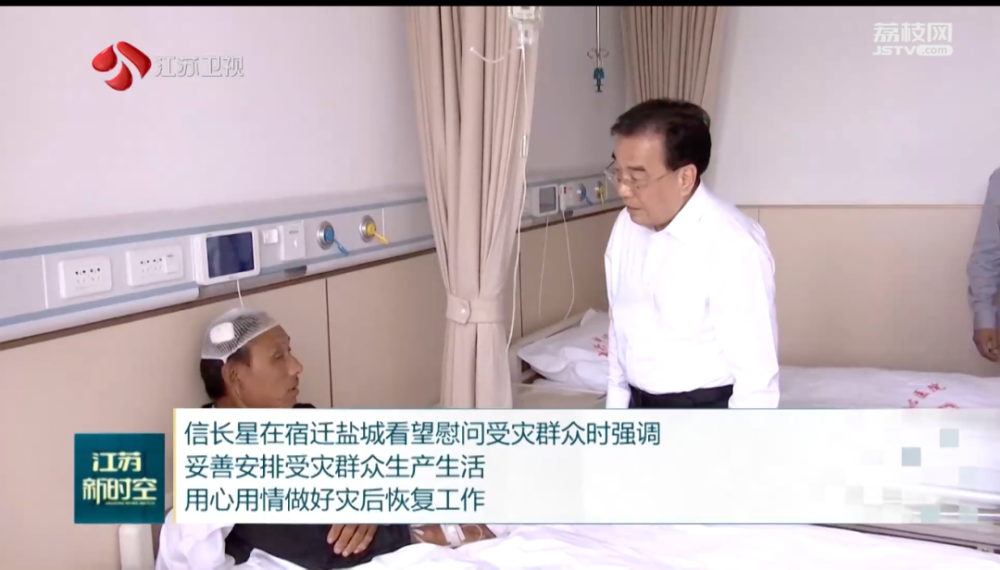 江苏卫视
荔枝网
JSTV.com
信长星在宿迁盐城看望慰问受灾群众时强调
妥善安排受灾群众生产生活
用心用情做好灾后恢复工作
江苏
新时空